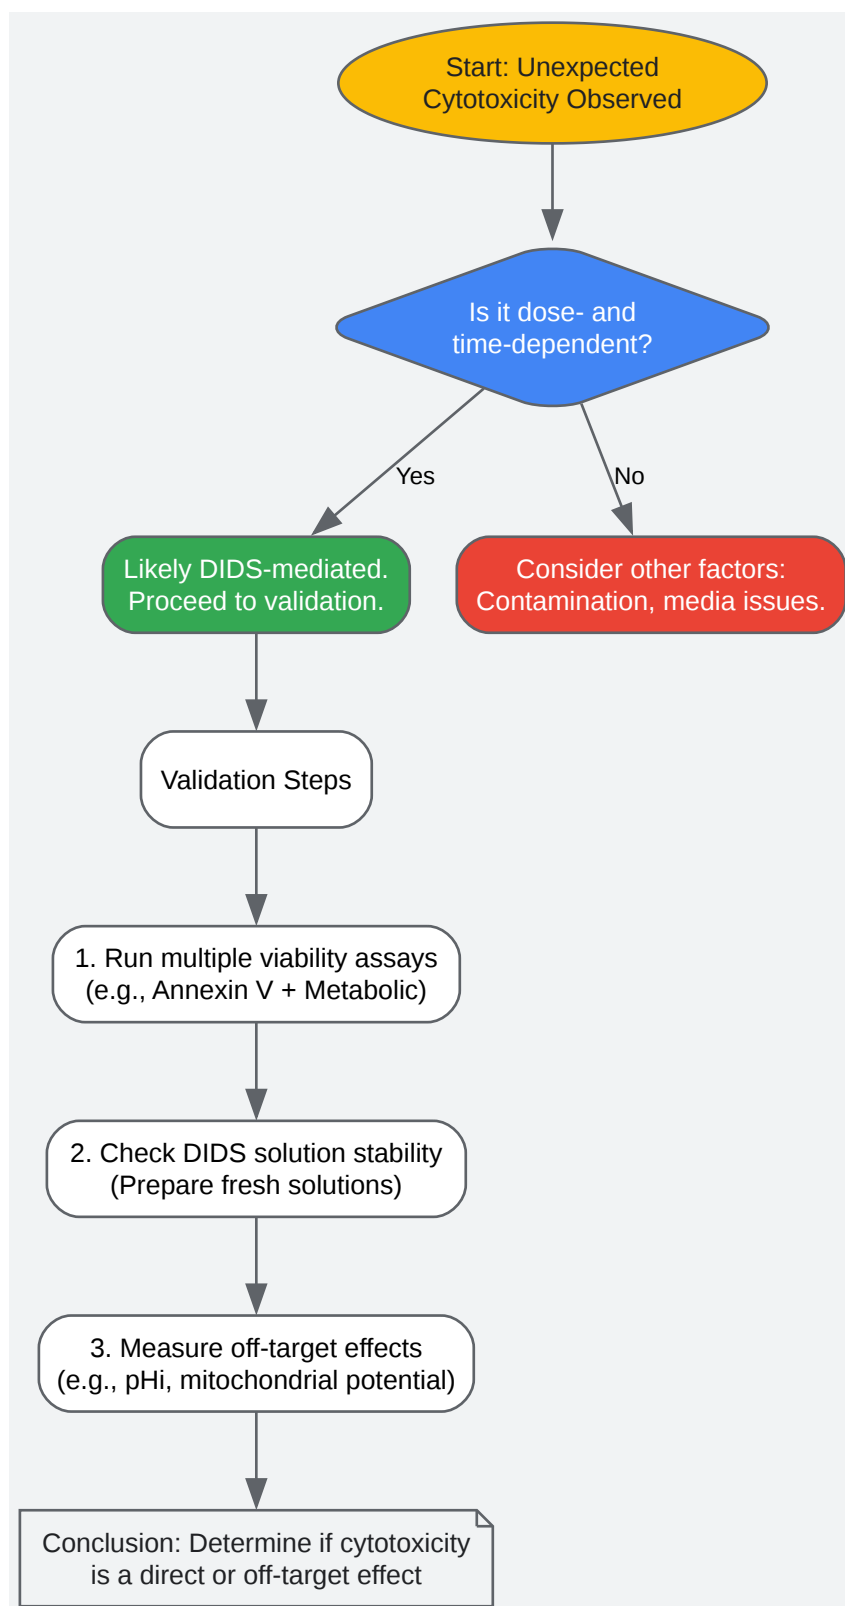 Start: Unexpected
Cytotoxicity Observed
Is it dose- and
time-dependent?
Yes
No
Likely DIDS-mediated.
Proceed to validation.
Consider other factors:
Contamination, media issues.
Validation Steps
1. Run multiple viability assays
(e.g., Annexin V + Metabolic)
2. Check DIDS solution stability
(Prepare fresh solutions)
3. Measure off-target effects
(e.g., pHi, mitochondrial potential)
Conclusion: Determine if cytotoxicity
is a direct or off-target effect